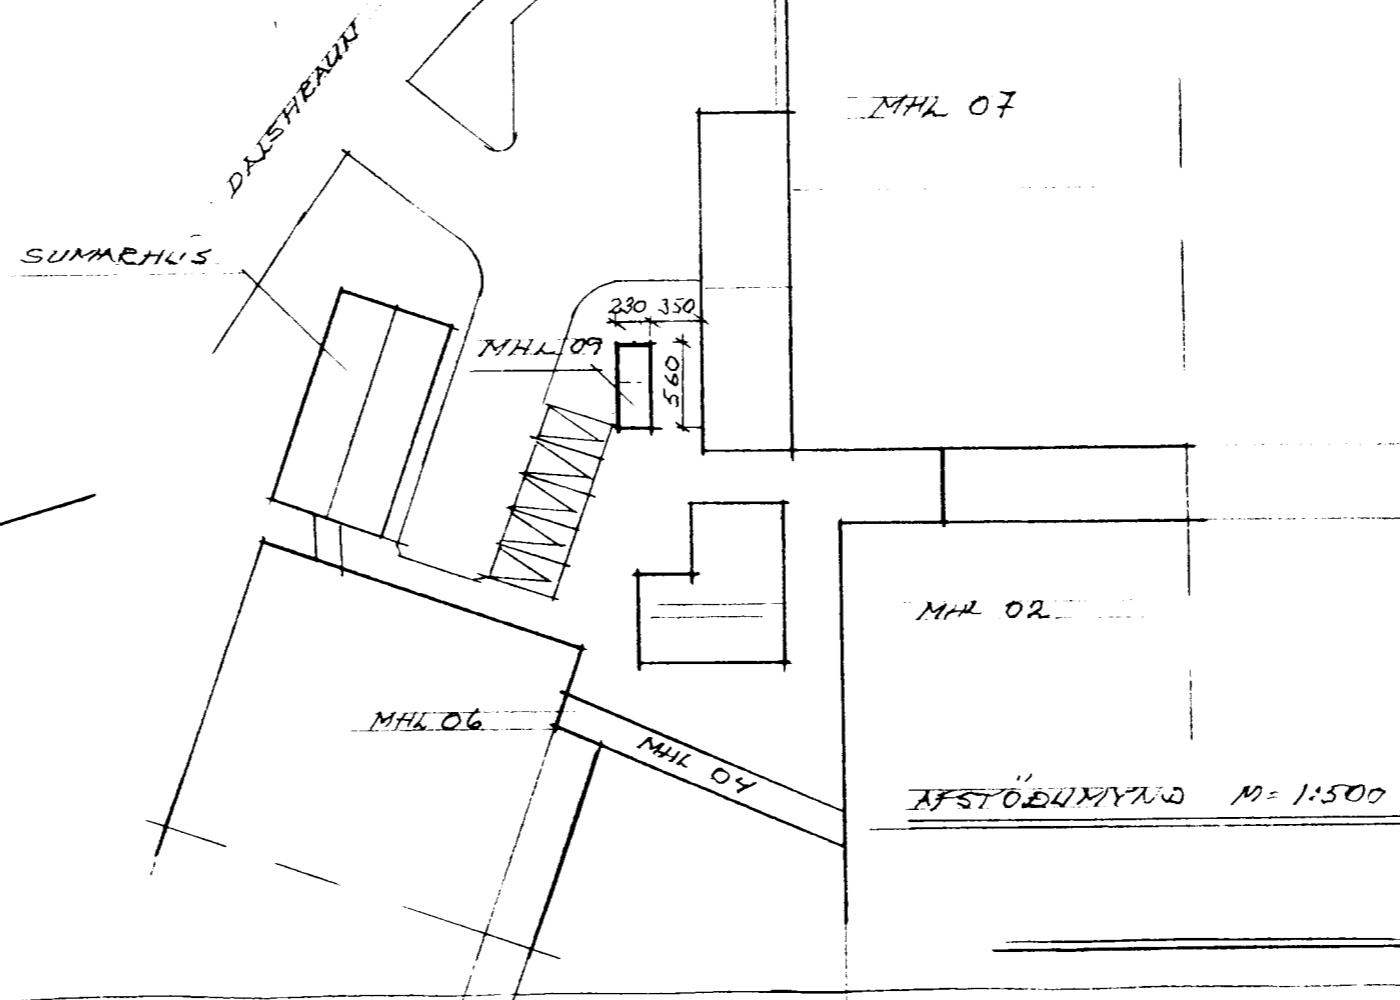 DALSHRAUN
MHL 07
SUMARHÚS
230 350
MHL 09
560
MHL 02
MHL 06
MHL 04
AFSTÖÐUMYND M= 1:500